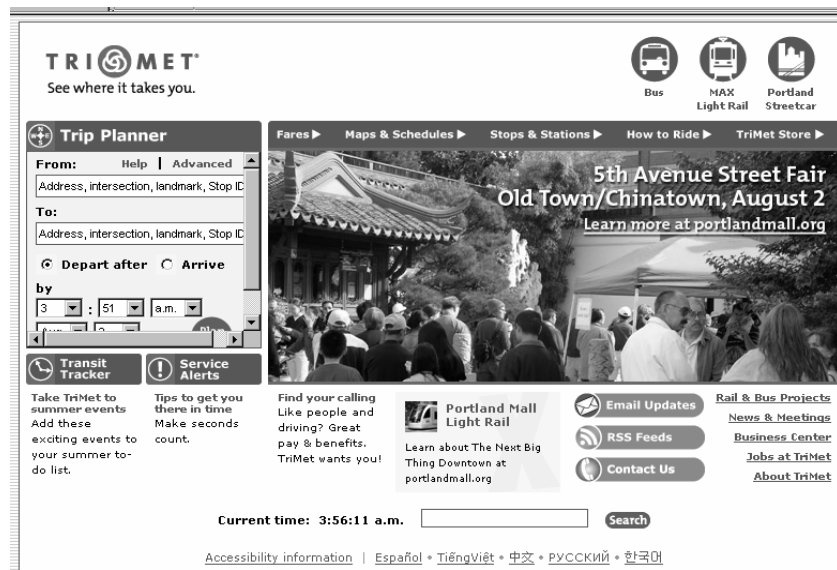 TRI MET
See where it takes you.
Bus
MAX
Light Rail
Portland
Streetcar
Trip Planner
Fares
Maps & Schedules
Stops & Stations
How to Ride
TriMet Store
From:
Help | Advanced
Address, intersection, landmark, Stop ID
To:
Address, intersection, landmark, Stop ID
Depart after
Arrive
by
3 : 51 a.m.
5th Avenue Street Fair
Old Town/Chinatown, August 2
Learn more at portlandmall.org
Transit
Tracker
Service
Alerts
Take TriMet to
summer events
Add these
exciting events to
your summer to-
do list.
Tips to get you
there in time
Make seconds
count.
Find your calling
Like people and
driving? Great
pay & benefits.
TriMet wants you!
Portland Mall
Light Rail
Learn about The Next Big
Thing Downtown at
portlandmall.org
Email Updates
RSS Feeds
Contact Us
Rail & Bus Projects
News & Meetings
Business Center
Jobs at TriMet
About TriMet
Current time: 3:56:11 a.m.
Search
Accessibility information | Español • TiếngViệt • 中文 • РУССКИЙ • 한국어